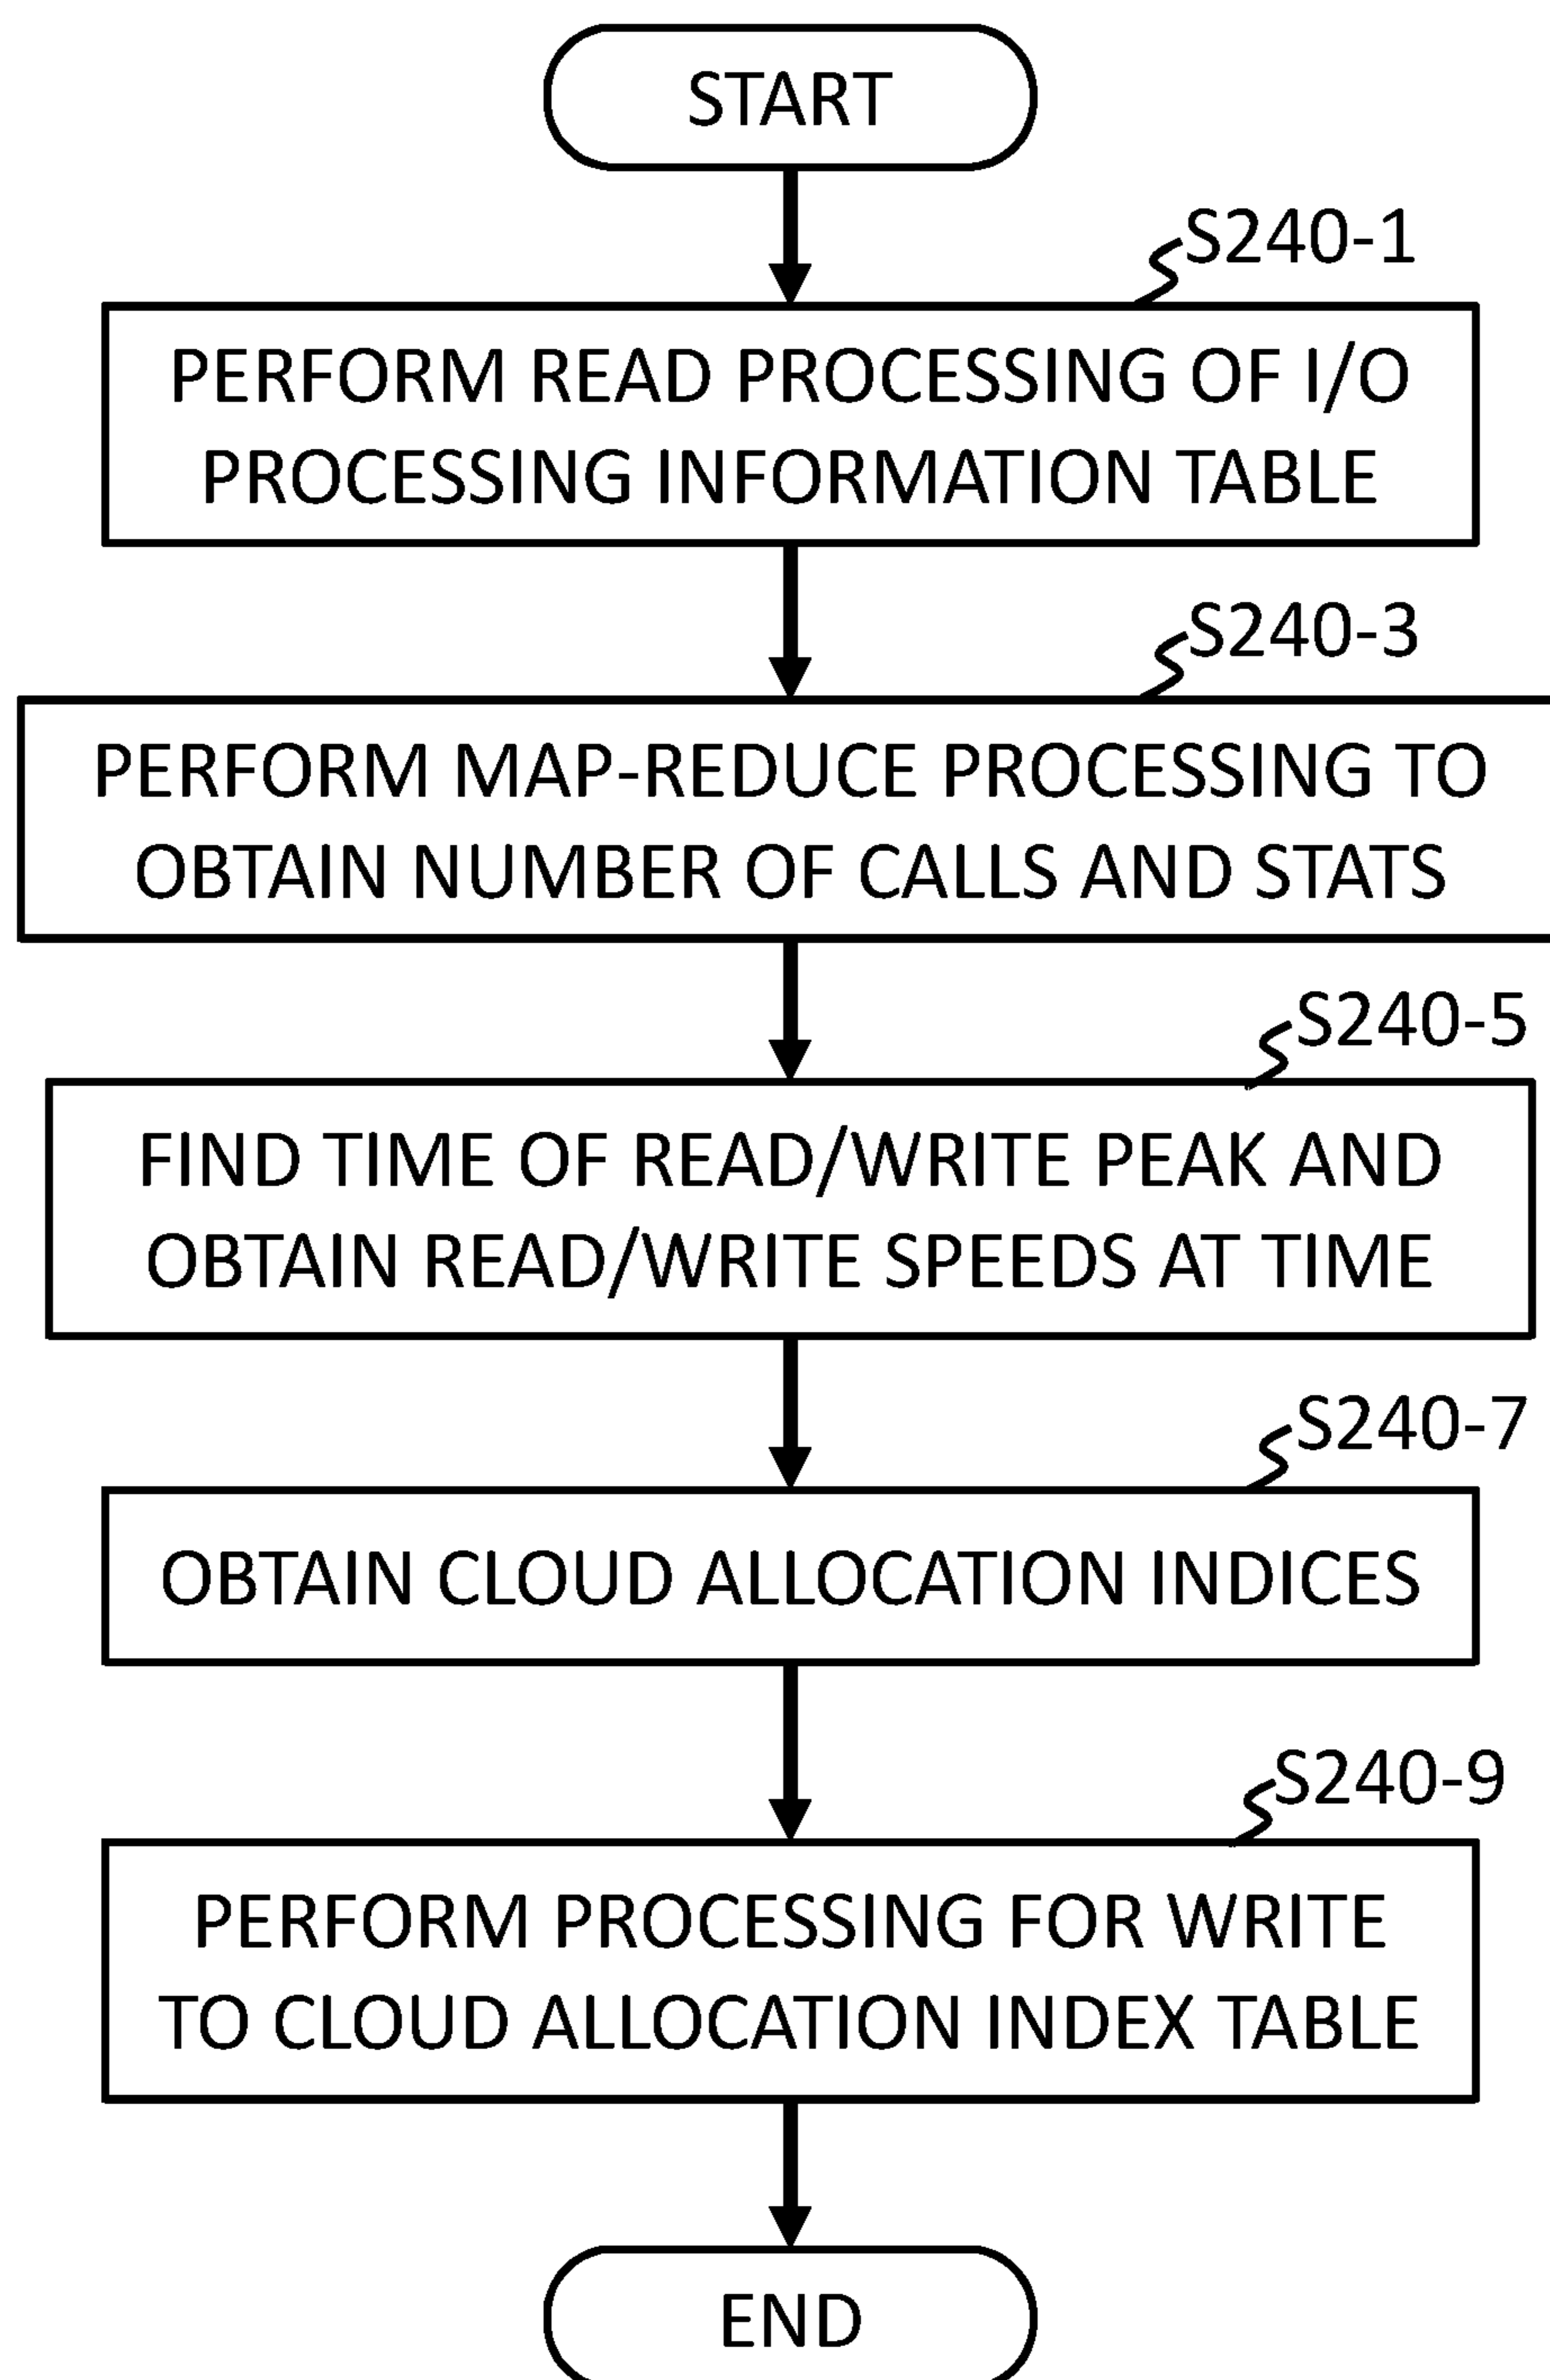 START
S240-1
PERFORM READ PROCESSING OF I/O
PROCESSING INFORMATION TABLE
S240-3
PERFORM MAP-REDUCE PROCESSING TO
OBTAIN NUMBER OF CALLS AND STATS
S240-5
FIND TIME OF READ/WRITE PEAK AND
OBTAIN READ/WRITE SPEEDS AT TIME
S240-7
OBTAIN CLOUD ALLOCATION INDICES
S240-9
PERFORM PROCESSING FOR WRITE
TO CLOUD ALLOCATION INDEX TABLE
END